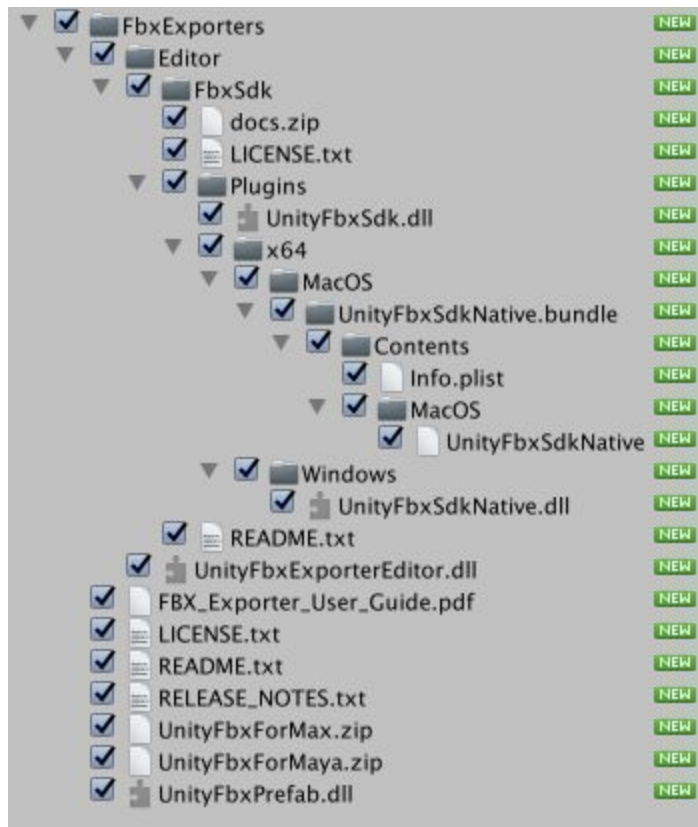 FbxExporters NEW
Editor NEW
FbxSdk NEW
docs.zip NEW
LICENSE.txt NEW
Plugins NEW
UnityFbxSdk.dll NEW
x64 NEW
MacOS NEW
UnityFbxSdkNative.bundle NEW
Contents NEW
Info.plist NEW
MacOS NEW
UnityFbxSdkNative NEW
Windows NEW
UnityFbxSdkNative.dll NEW
README.txt NEW
UnityFbxExporterEditor.dll NEW
FBX_Exporter_User_Guide.pdf NEW
LICENSE.txt NEW
README.txt NEW
RELEASE_NOTES.txt NEW
UnityFbxForMax.zip NEW
UnityFbxForMaya.zip NEW
UnityFbxPrefab.dll NEW